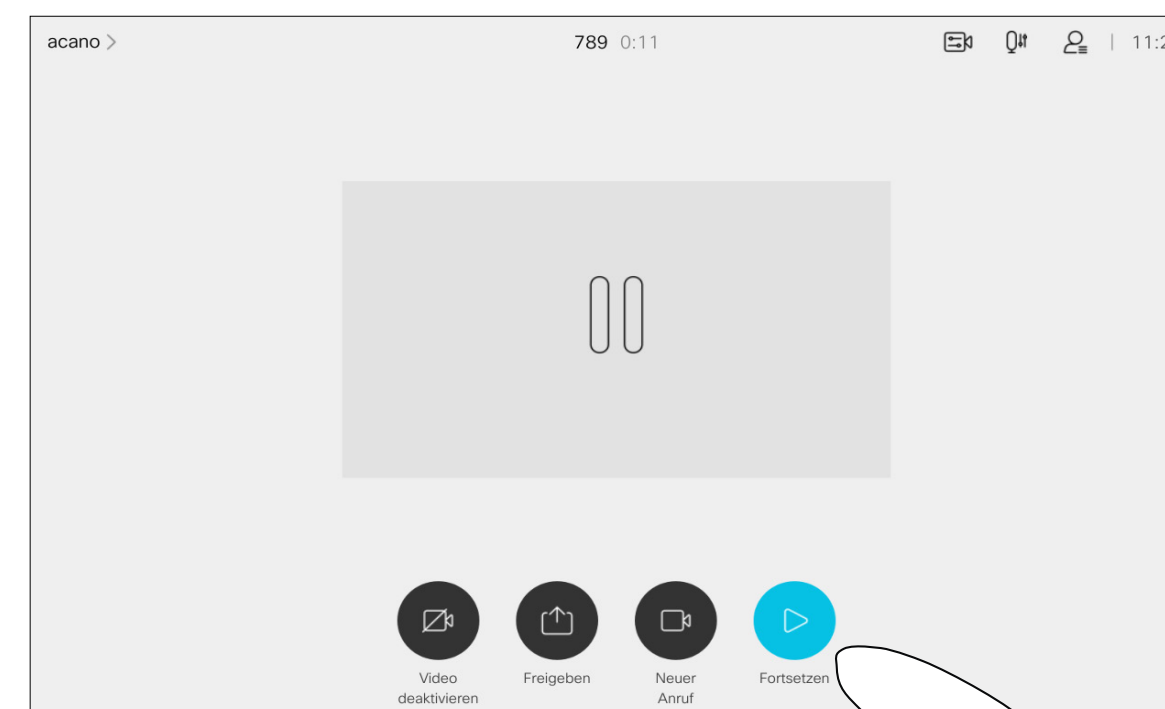 acano
789 0:11
Video
deaktivieren
Freigeben
Neuer
Anruf
Fortsetzen